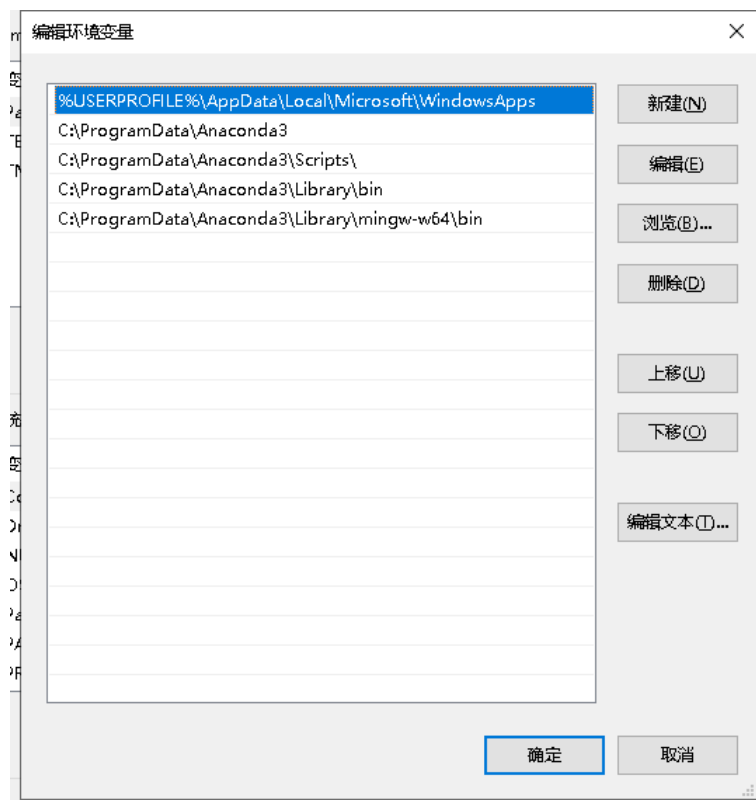 编辑环境变量
%USERPROFILE%\AppData\Local\Microsoft\WindowsApps
C:\ProgramData\Anaconda3
C:\ProgramData\Anaconda3\Scripts\
C:\ProgramData\Anaconda3\Library\bin
C:\ProgramData\Anaconda3\Library\mingw-w64\bin
新建(N)
编辑(E)
浏览(B)...
删除(D)
上移(U)
下移(O)
编辑文本(T)...
确定
取消